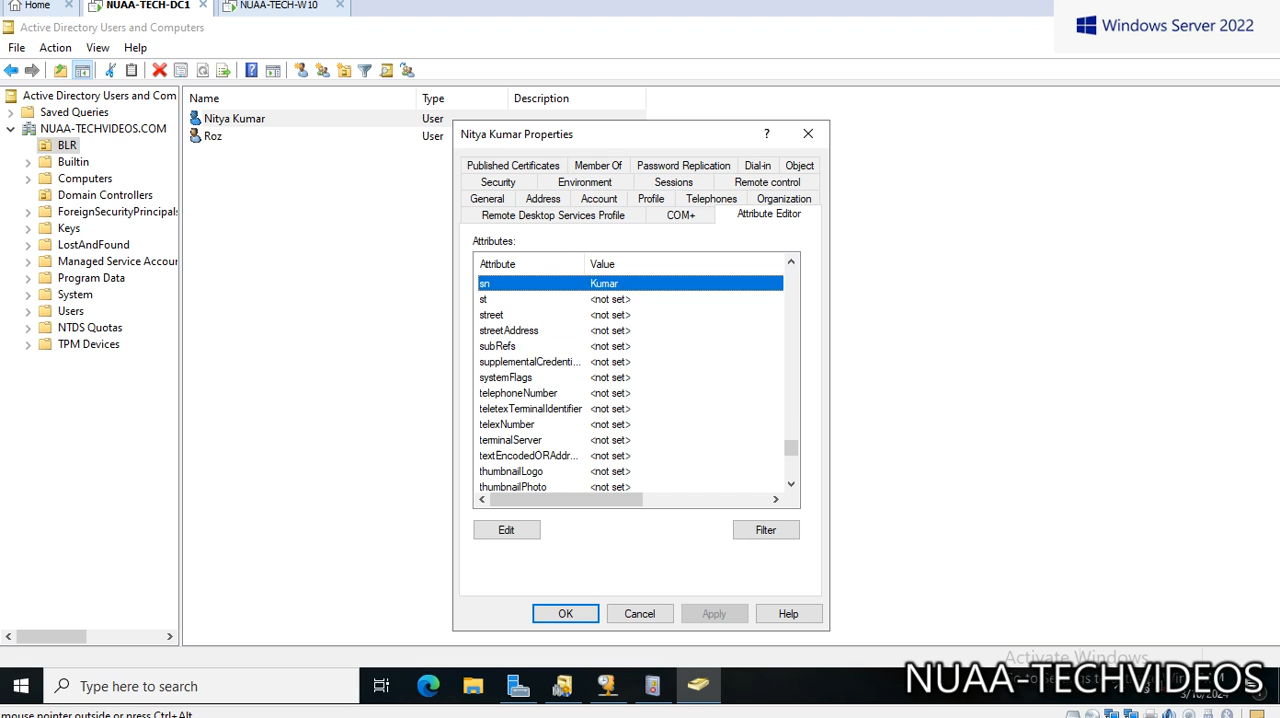 Home
NUAA-TECH-DC1
NUAA-TECH-W10
Windows Server 2022
Active Directory Users and Computers
File Action View Help
Active Directory Users and Com
Saved Queries
NUAA-TECHVIDEOS.COM
BLR
Builtin
Computers
Domain Controllers
ForeignSecurityPrincipals
Keys
LostAndFound
Managed Service Accour
Program Data
System
Users
NTDS Quotas
TPM Devices
Name Type Description
Nitya Kumar User
Roz User
Nitya Kumar Properties ?
Published Certificates Member Of Password Replication Dial-in Object
Security Environment Sessions Remote control
General Address Account Profile Telephones Organization
Remote Desktop Services Profile COM+ Attribute Editor
Attributes:
Attribute Value
sn Kumar
st <not set>
street <not set>
streetAddress <not set>
subRefs <not set>
supplementalCredenti... <not set>
systemFlags <not set>
telephoneNumber <not set>
teletexTerminalIdentifier <not set>
telexNumber <not set>
terminalServer <not set>
textEncodedORAddr... <not set>
thumbnailLogo <not set>
thumbnailPhoto <not set>
Edit Filter
OK Cancel Apply Help
Activate Windows
Type here to search
NUAA-TECHVIDEOS
mouse pointer outside or press Ctrl+Alt.